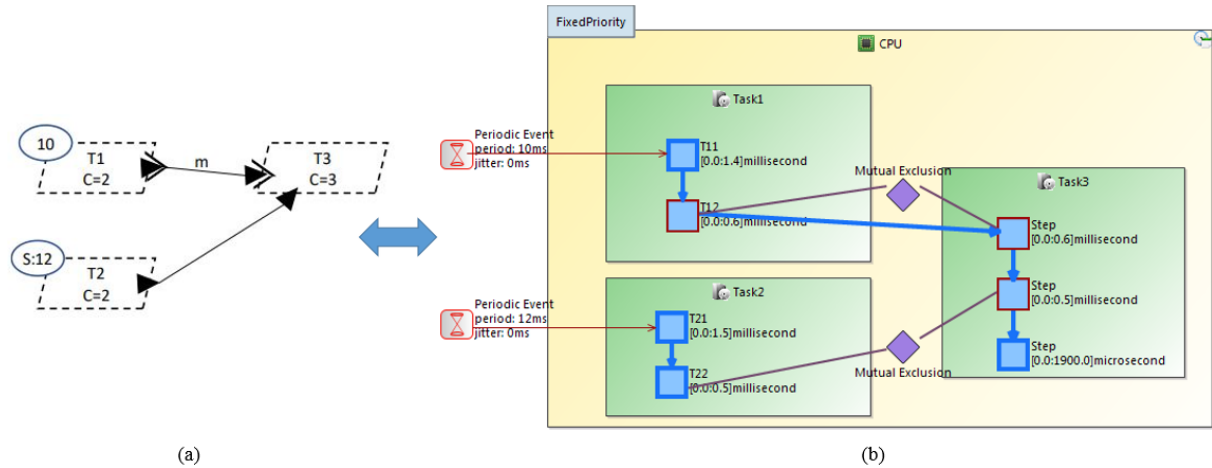 10
T1
C=2
m
T3
C=3
S:12
T2
C=2
(a)
FixedPriority
CPU
Task1
Periodic Event
period: 10ms
jitter: 0ms
T11
[0.0:1.4]millisecond
T12
[0.0:0.6]millisecond
Mutual Exclusion
Task3
Step
[0.0:0.6]millisecond
Step
[0.0:0.5]millisecond
Step
[0.0:1900.0]microsecond
Task2
Periodic Event
period: 12ms
jitter: 0ms
T21
[0.0:1.5]millisecond
T22
[0.0:0.5]millisecond
Mutual Exclusion
(b)